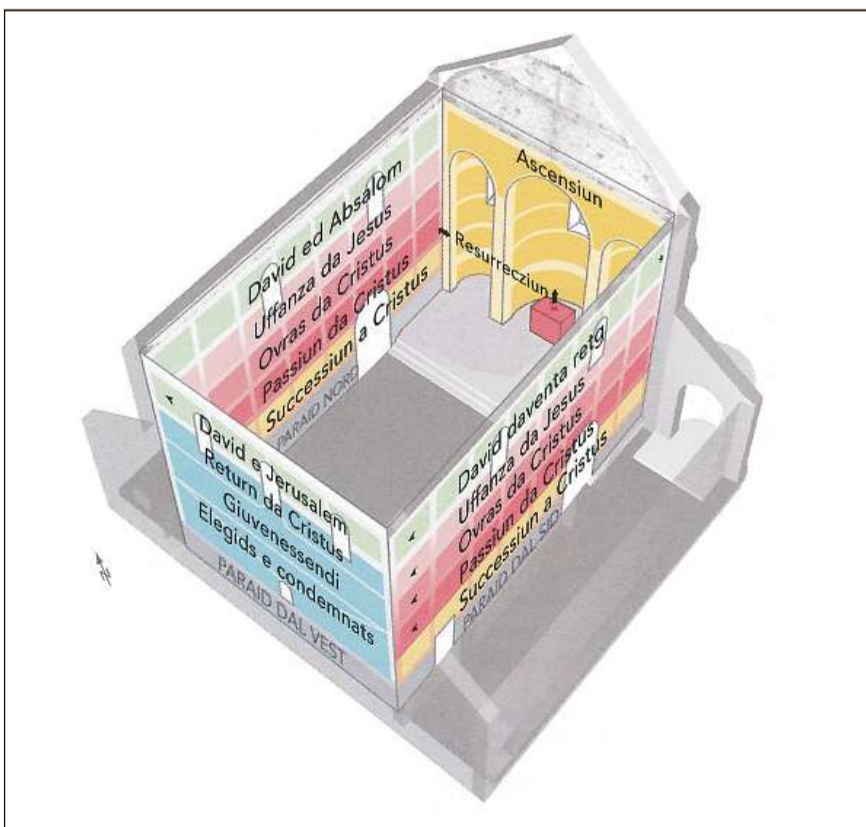 Ascensiun
Resurrecziun
David ed Absalom
Uffanza da Jesus
Ovras da Cristus
Passiun da Cristus
Successiun a Cristus
PARAID NORD
David e Jerusalem
Return da Cristus
Giuvenessendi
Elegids e condemnats
PARAID DAL VEST
David daventa retg
Uffanza da Jesus
Ovras da Cristus
Passiun da Cristus
Successiun a Cristus
PARAID DAL SID
N